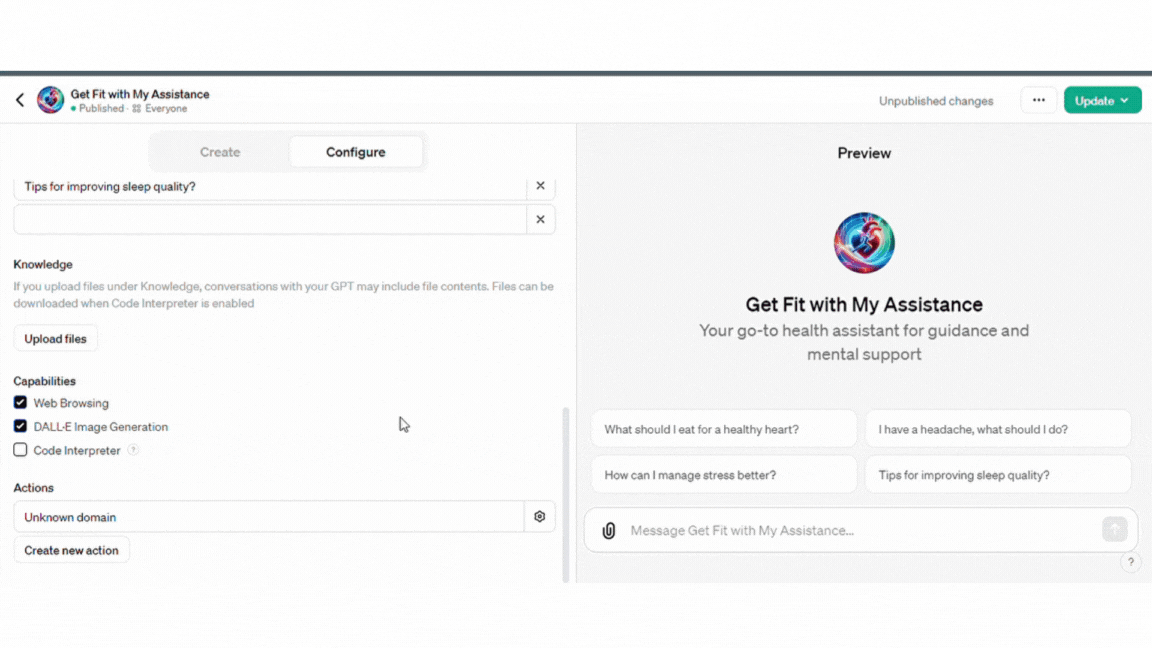 Get Fit with My Assistance
Published · Everyone
Unpublished changes
...
Update
Create
Configure
Tips for improving sleep quality?
Knowledge
If you upload files under Knowledge, conversations with your GPT may include file contents. Files can be
downloaded when Code Interpreter is enabled
Upload files
Capabilities
Web Browsing
DALL·E Image Generation
Code Interpreter ?
Actions
Unknown domain
Create new action
Preview
Get Fit with My Assistance
Your go-to health assistant for guidance and
mental support
What should I eat for a healthy heart?
I have a headache, what should I do?
How can I manage stress better?
Tips for improving sleep quality?
Message Get Fit with My Assistance...
?